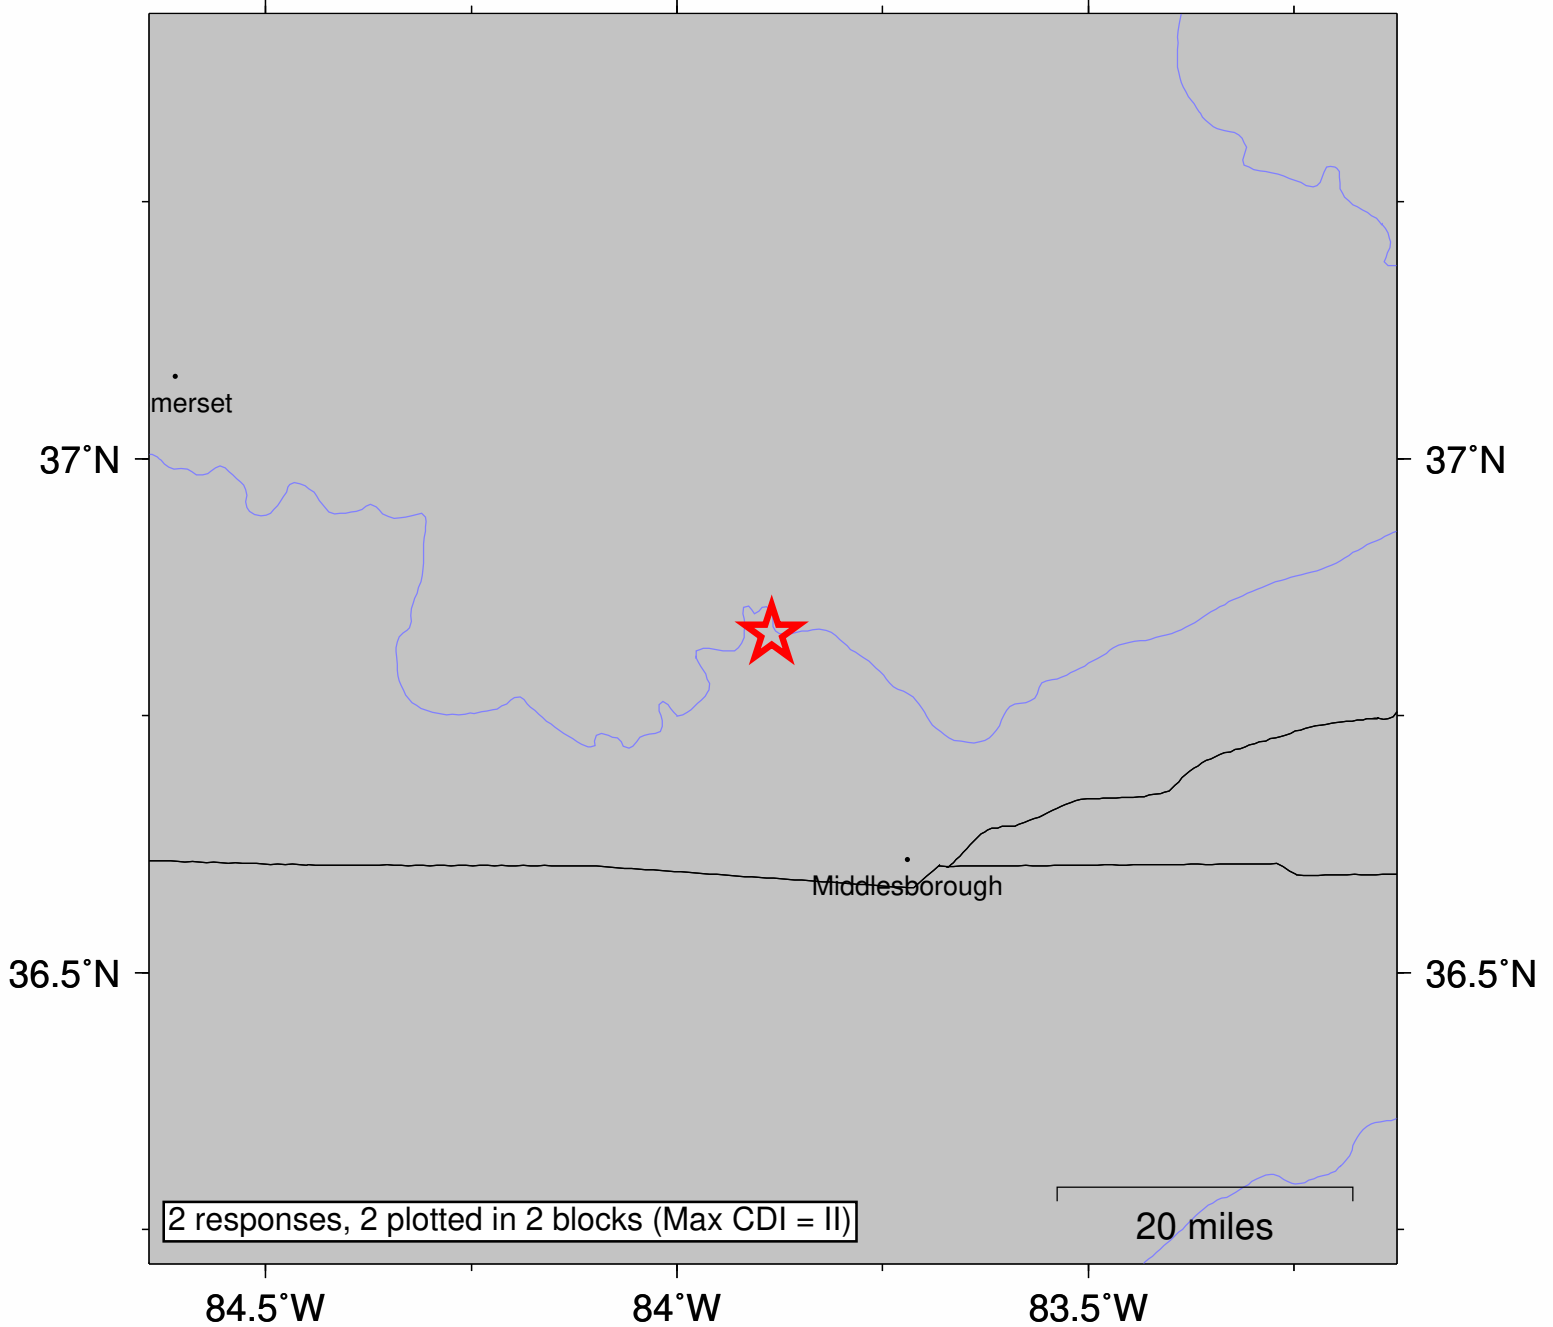 merset
37°N
37°N
Middlesborough
36.5°N
36.5°N
2 responses, 2 plotted in 2 blocks (Max CDI = II)
20 miles
84.5°W
84°W
83.5°W